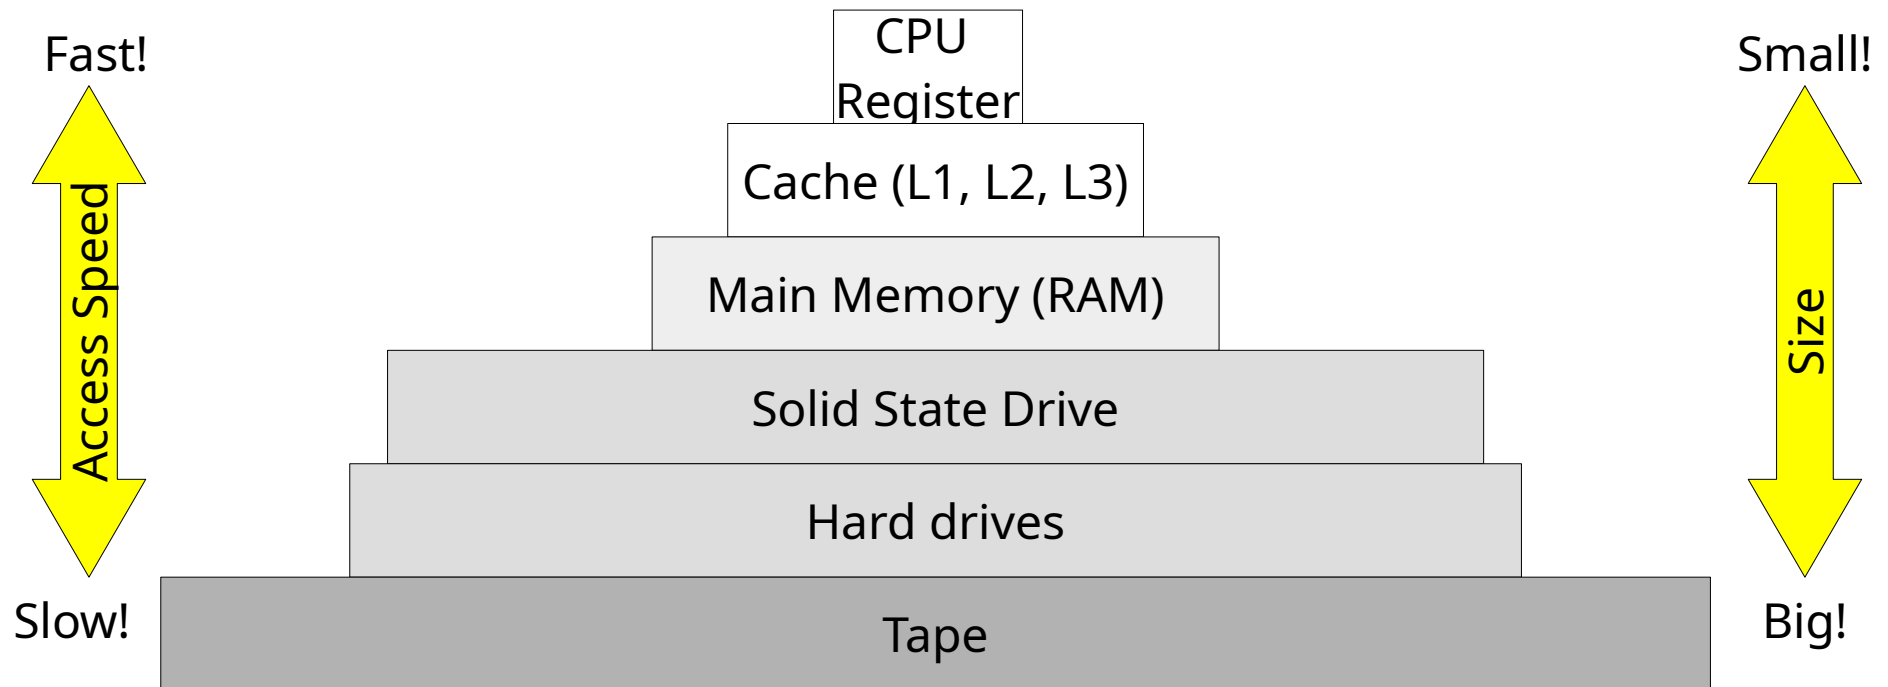 Fast!
Small!
CPU
Register
Cache (L1, L2, L3)
Main Memory (RAM)
Access Speed
Size
Solid State Drive
Hard drives
Slow!
Big!
Tape